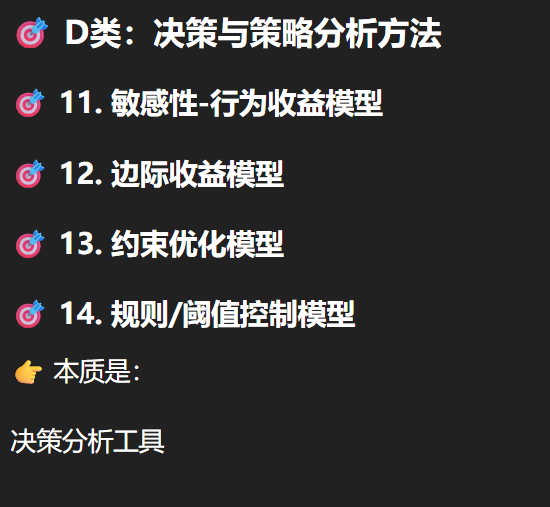 🎯 D类：决策与策略分析方法
🎯 11. 敏感性-行为收益模型
🎯 12. 边际收益模型
🎯 13. 约束优化模型
🎯 14. 规则/阈值控制模型
👉 本质是：
决策分析工具